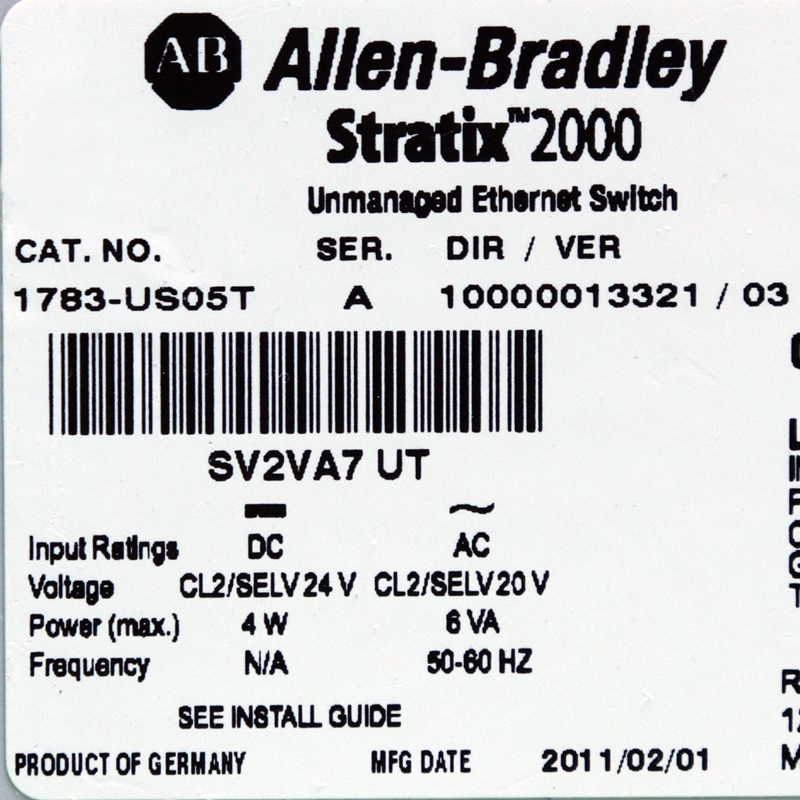 AB Allen-Bradley
Stratix™2000
Unmanaged Ethernet Switch
CAT. NO. SER. DIR / VER
1783-US05T A 10000013321 / 03
SV2VA7 UT
Input Ratings DC AC
Voltage CL2/SELV 24 V CL2/SELV 20 V
Power (max.) 4 W 6 VA
Frequency N/A 50-60 HZ
SEE INSTALL GUIDE
PRODUCT OF GERMANY MFG DATE 2011/02/01